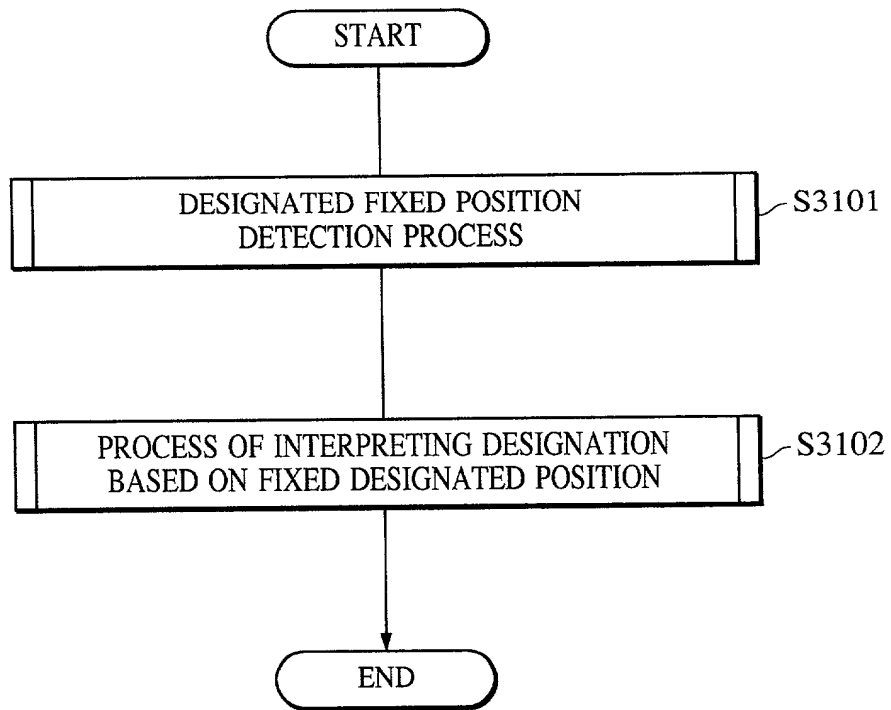 START
DESIGNATED FIXED POSITION
DETECTION PROCESS
S3101
PROCESS OF INTERPRETING DESIGNATION
BASED ON FIXED DESIGNATED POSITION
S3102
END